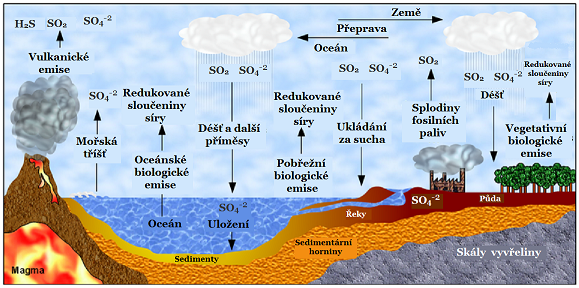 H2S SO2 SO4-2
Vulkanické
emise
SO2 SO4-2
Země
Přeprava
Oceán
SO2 SO4-2
SO2
SO2 SO4-2
Redukované
sloučeniny
síry
SO4-2
Mořská
tříšť
Redukované
sloučeniny
síry
Oceánské
biologické
emise
Oceán
Déšť a další
příměsy
SO4-2
Uložení
Redukované
sloučeniny
síry
Pobřežní
biologické
emise
Ukládání
za sucha
Splodiny
fosilních
paliv
Déšť
Vegetativní
biologické
emise
Řeky
SO4-2
Půda
Sedimenty
Sedimentární
horniny
Skály vyvřeliny
Magma